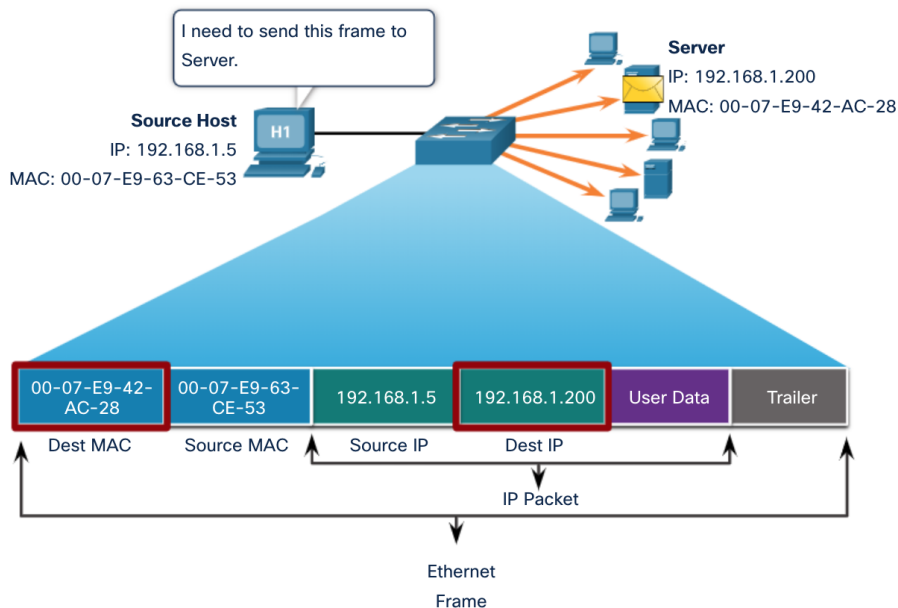 I need to send this frame to
Server.
Server
IP: 192.168.1.200
MAC: 00-07-E9-42-AC-28
Source Host
IP: 192.168.1.5
MAC: 00-07-E9-63-CE-53
H1
00-07-E9-42-
AC-28
00-07-E9-63-
CE-53
192.168.1.5
192.168.1.200
User Data
Trailer
Dest MAC
Source MAC
Source IP
Dest IP
IP Packet
Ethernet
Frame